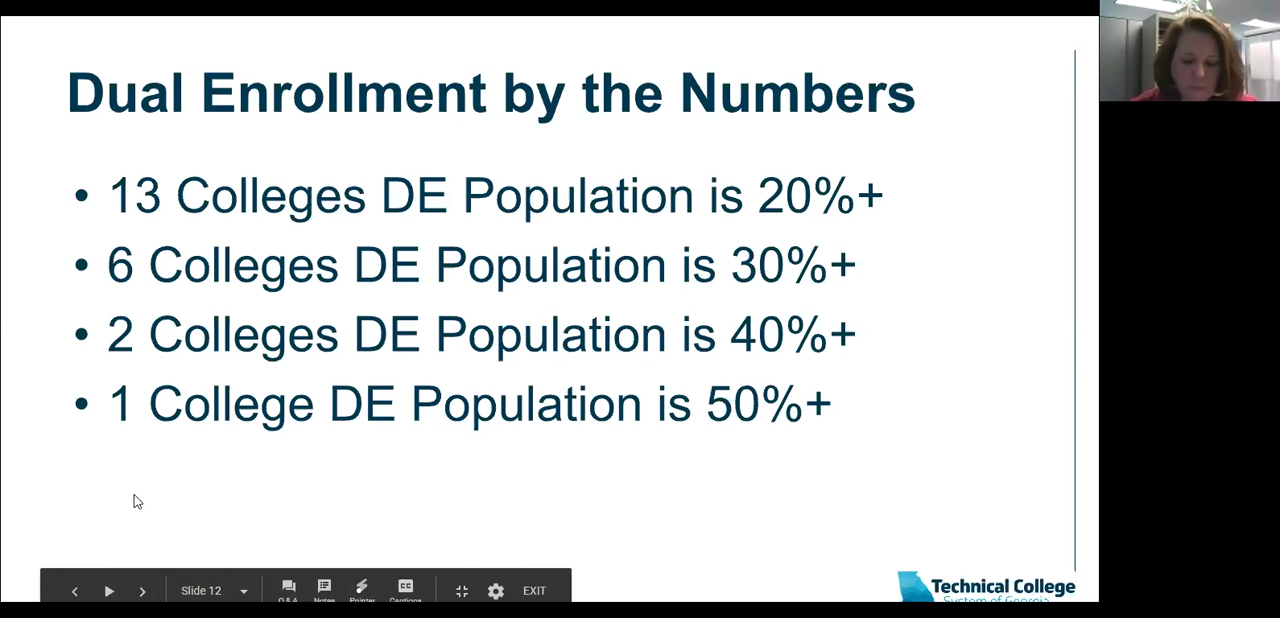 Dual Enrollment by the Numbers
• 13 Colleges DE Population is 20%+
• 6 Colleges DE Population is 30%+
• 2 Colleges DE Population is 40%+
• 1 College DE Population is 50%+
Slide 12
Q & A
Notes
Pointer
Captions
EXIT
Technical College
System of Georgia